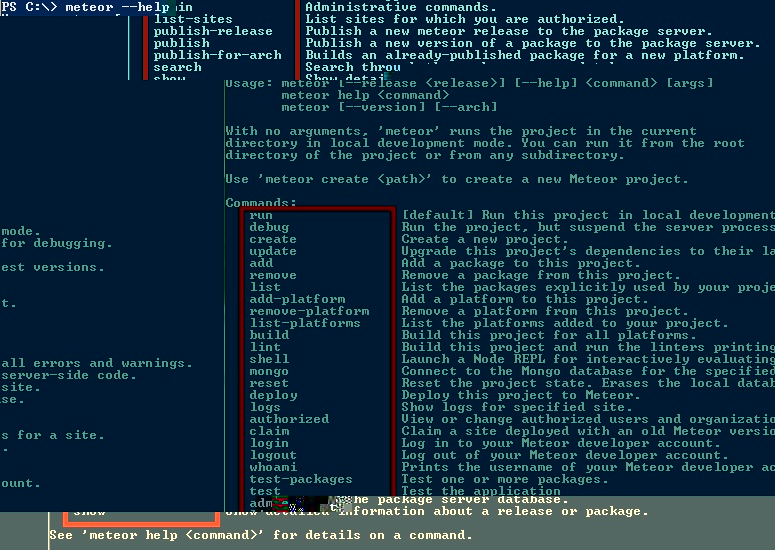 PS C:\> meteor --help in Administrative commands.
list-sites List sites for which you are authorized.
publish-release Publish a new meteor release to the package server.
publish Publish a new version of a package to the package server.
publish-for-arch Builds an already-published package for a new platform.
search Search throu
show Show detai
Usage: meteor [--release <release>] [--help] <command> [args]
meteor help <command>
meteor [--version] [--arch]
With no arguments, 'meteor' runs the project in the current
directory in local development mode. You can run it from the root
directory of the project or from any subdirectory.
Use 'meteor create <path>' to create a new Meteor project.
Commands:
run [default] Run this project in local development
mode.
debug Run the project, but suspend the server process
for debugging.
create Create a new project.
update Upgrade this project's dependencies to their la
est versions.
add Add a package to this project.
remove Remove a package from this project.
list List the packages explicitly used by your proje
t.
add-platform Add a platform to this project.
remove-platform Remove a platform from this project.
list-platforms List the platforms added to your project.
build Build this project for all platforms.
lint Build this project and run the linters printing
all errors and warnings.
shell Launch a Node REPL for interactively evaluating
server-side code.
mongo Connect to the Mongo database for the specified
site.
reset Reset the project state. Erases the local datab
se.
deploy Deploy this project to Meteor.
logs Show logs for specified site.
authorized View or change authorized users and organizatio
s for a site.
claim Claim a site deployed with an old Meteor versio
.
login Log in to your Meteor developer account.
logout Log out of your Meteor developer account.
whoami Prints the username of your Meteor developer ac
ount.
test-packages Test one or more packages.
test Test the application
adm the package server database.
show Show detailed information about a release or package.
See 'meteor help <command>' for details on a command.